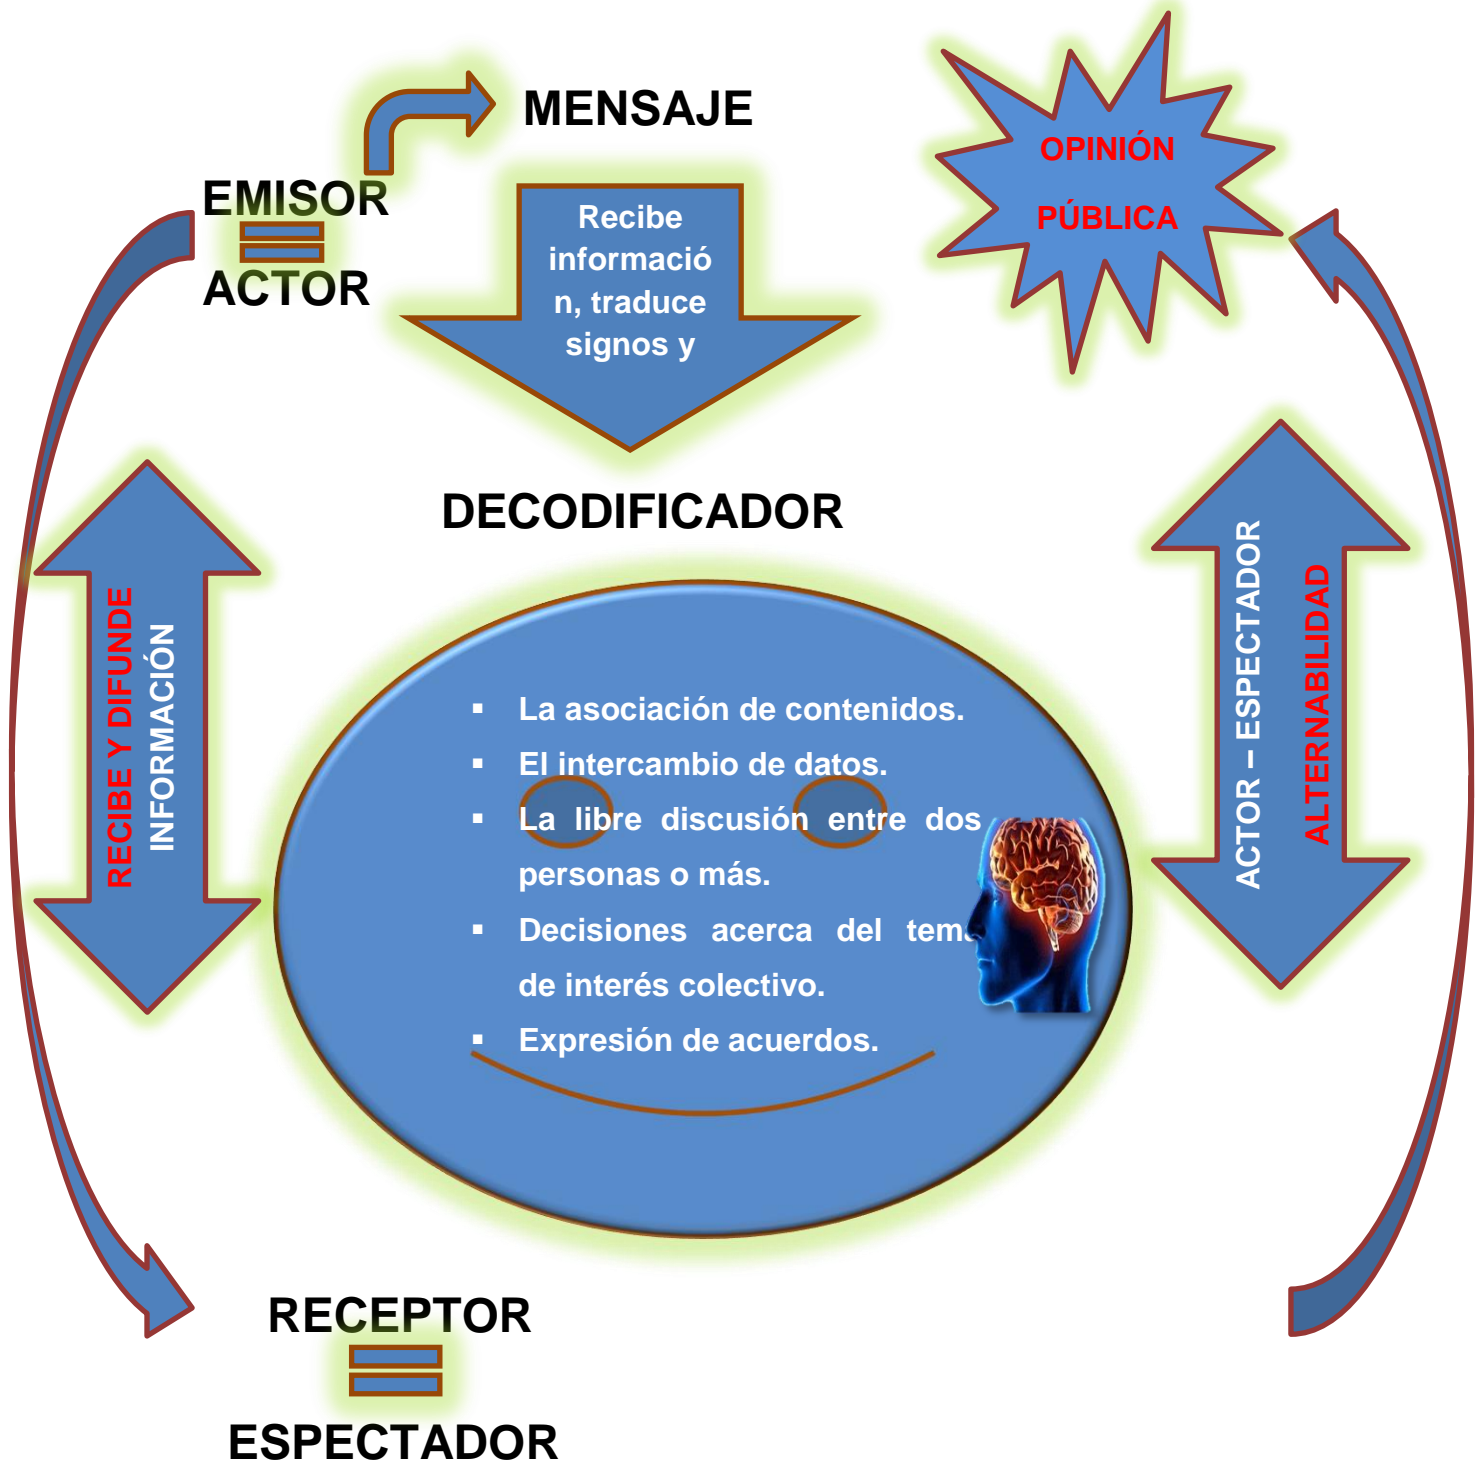 MENSAJE
EMISOR
ACTOR
OPINIÓN
PÚBLICA
Recibe
informació
n, traduce
signos y
DECODIFICADOR
RECIBE Y DIFUNDE
INFORMACIÓN
ACTOR – ESPECTADOR
ALTERNABILIDAD
▪ La asociación de contenidos.
▪ El intercambio de datos.
▪ La libre discusión entre dos
personas o más.
▪ Decisiones acerca del tema
de interés colectivo.
▪ Expresión de acuerdos.
RECEPTOR
ESPECTADOR